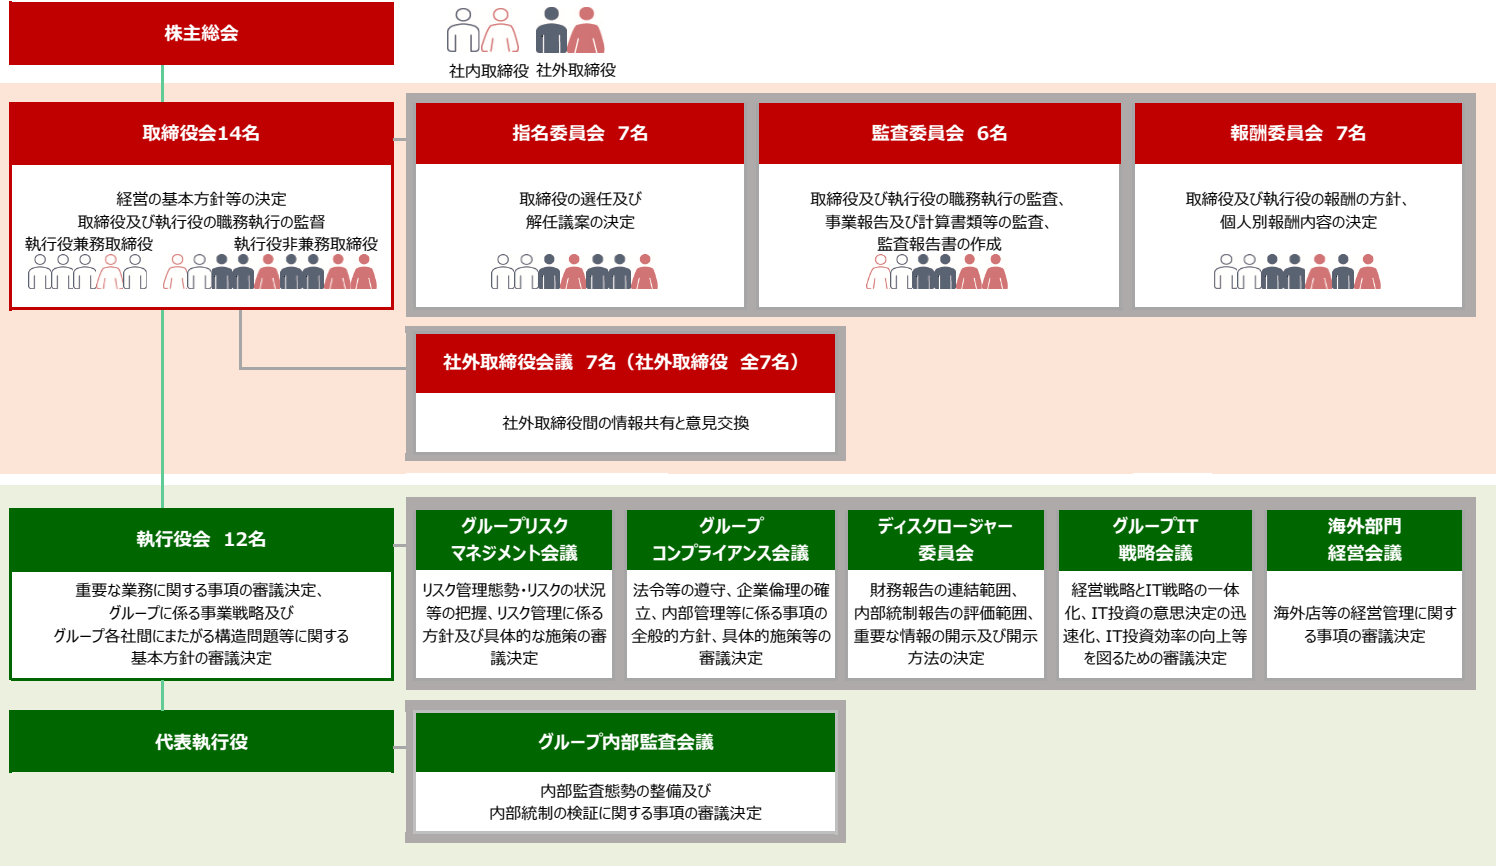 株主総会
社内取締役 社外取締役
取締役会14名
経営の基本方針等の決定
取締役及び執行役の職務執行の監督
執行役兼務取締役 執行役非兼務取締役
指名委員会 7名
取締役の選任及び
解任議案の決定
監査委員会 6名
取締役及び執行役の職務執行の監査、
事業報告及び計算書類等の監査、
監査報告書の作成
報酬委員会 7名
取締役及び執行役の報酬の方針、
個人別報酬内容の決定
社外取締役会議 7名（社外取締役 全7名）
社外取締役間の情報共有と意見交換
執行役会 12名
重要な業務に関する事項の審議決定、
グループに係る事業戦略及び
グループ各社間にまたがる構造問題等に関する
基本方針の審議決定
グループリスク
マネジメント会議
リスク管理態勢・リスクの状況
等の把握、リスク管理に係る
方針及び具体的な施策の審
議決定
グループ
コンプライアンス会議
法令等の遵守、企業倫理の確
立、内部管理等に係る事項の
全般的方針、具体的施策等の
審議決定
ディスクロージャー
委員会
財務報告の連結範囲、
内部統制報告の評価範囲、
重要な情報の開示及び開示
方法の決定
グループIT
戦略会議
経営戦略とIT戦略の一体
化、IT投資の意思決定の迅
速化、IT投資効率の向上等
を図るための審議決定
海外部門
経営会議
海外店等の経営管理に関す
る事項の審議決定
代表執行役
グループ内部監査会議
内部監査態勢の整備及び
内部統制の検証に関する事項の審議決定